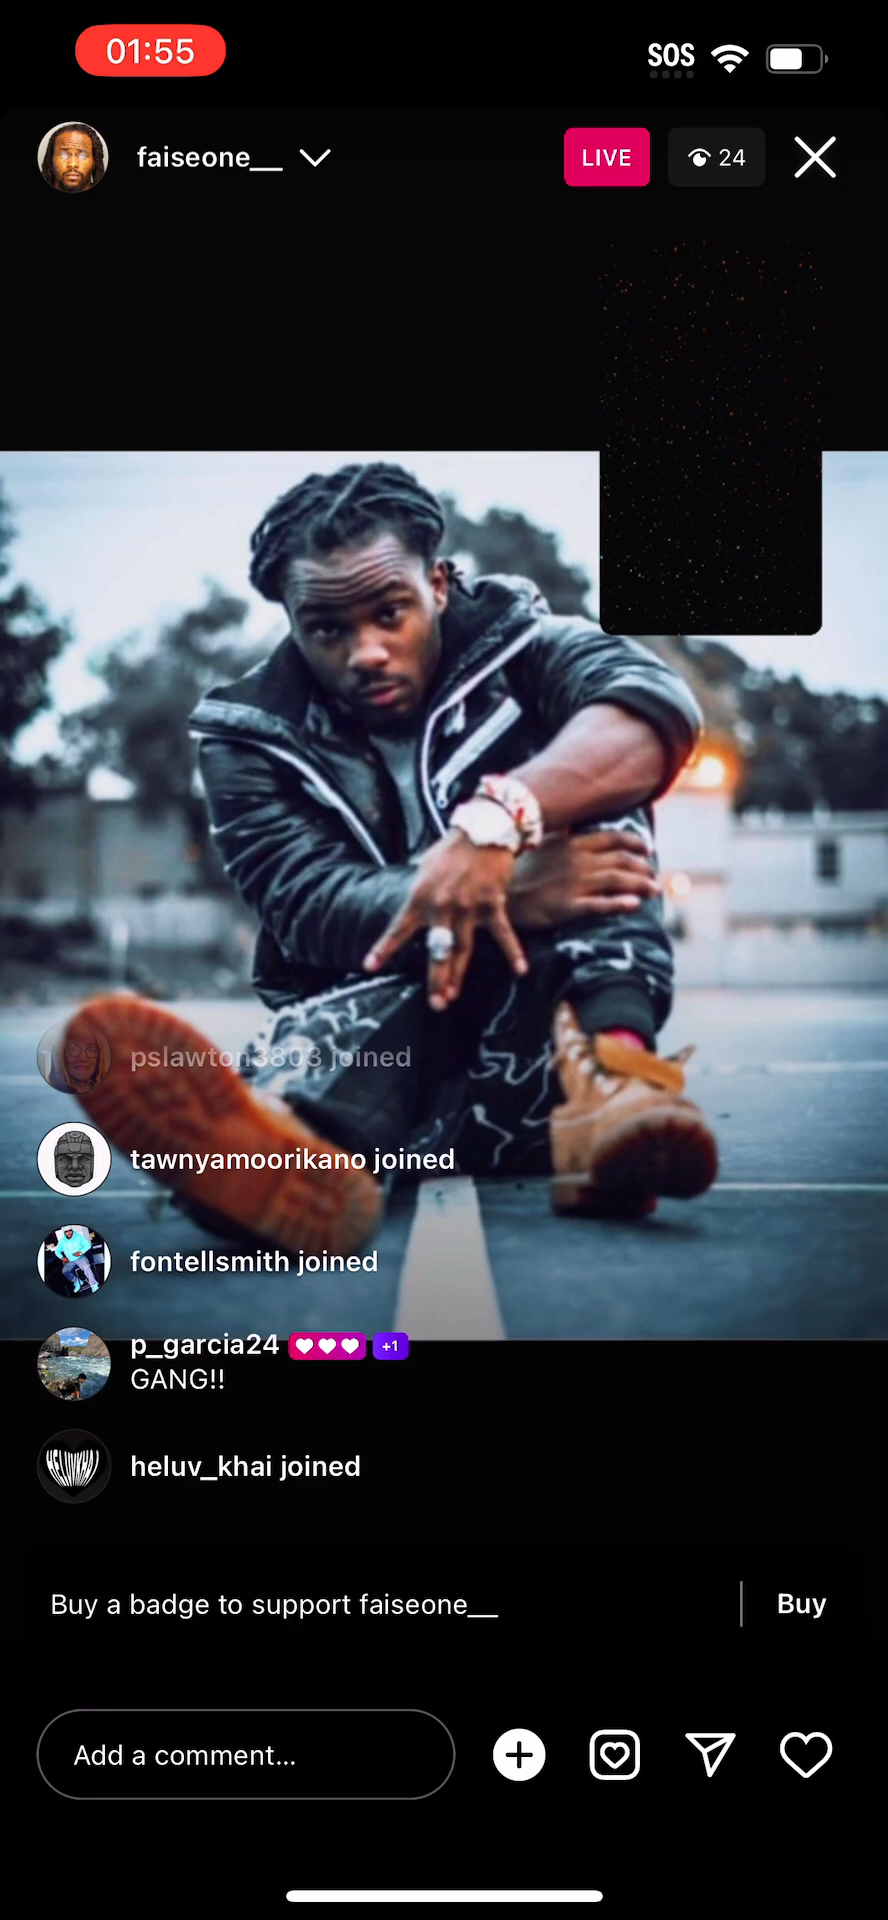 01:55
SOS
faiseone__
LIVE
24
pslawton3803 joined
tawnyamoorikano joined
fontellsmith joined
p_garcia24 +1
GANG!!
HELUVKHAI
heluv_khai joined
Buy a badge to support faiseone__
Buy
Add a comment...